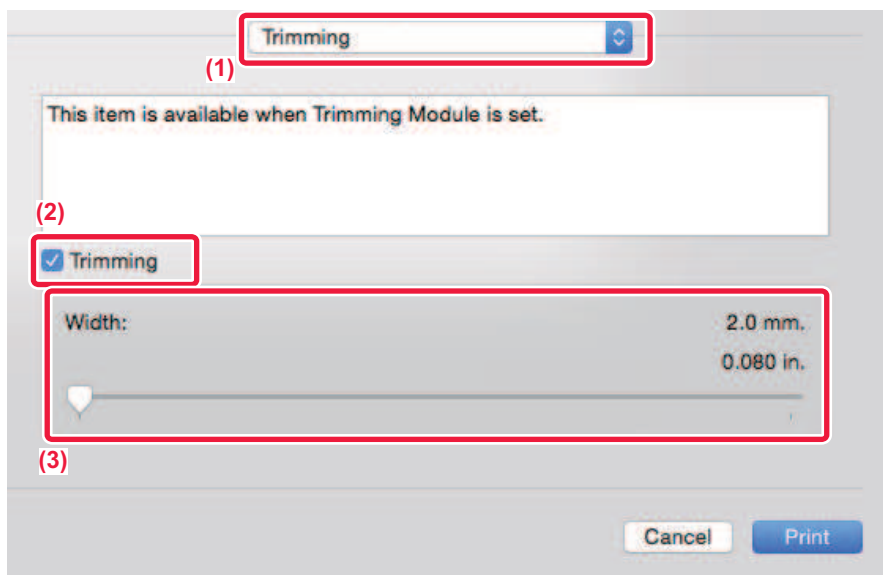 Trimming
(1)
This item is available when Trimming Module is set.
(2)
Trimming
Width:
2.0 mm.
0.080 in.
(3)
Cancel
Print